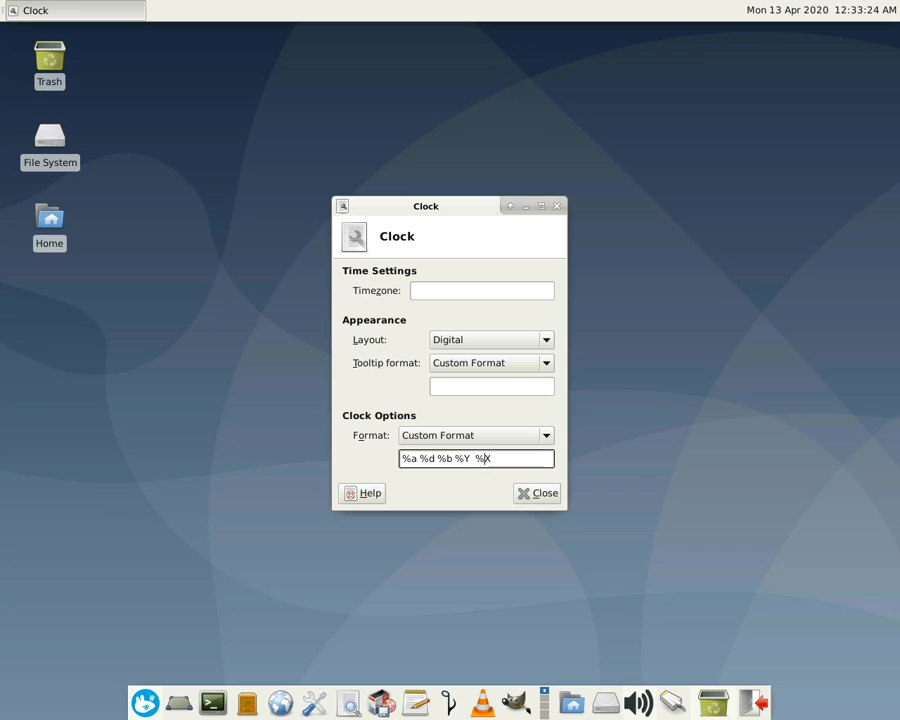 Clock
Mon 13 Apr 2020 12:33:24 AM
Trash
File System
Home
Clock
Clock
Time Settings
Timezone:
Appearance
Layout: Digital
Tooltip format: Custom Format
Clock Options
Format: Custom Format
%a %d %b %Y  %X
Help Close
>_